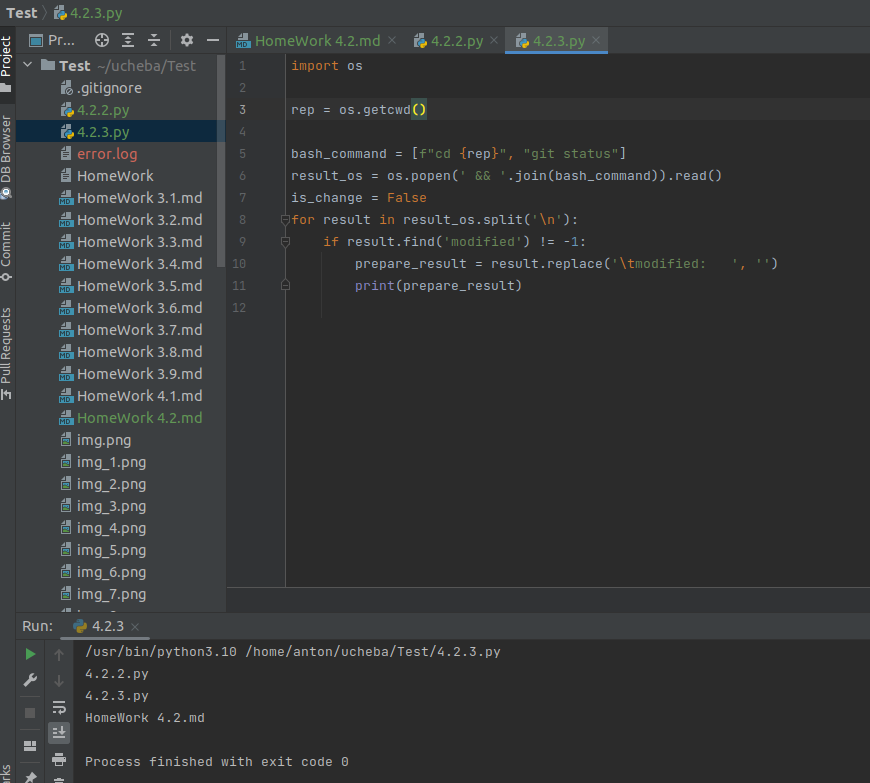 Test 4.2.3.py
Pr...
HomeWork 4.2.md
4.2.2.py
4.2.3.py
Project
DB Browser
Commit
Pull Requests
Test ~/ucheba/Test
.gitignore
4.2.2.py
4.2.3.py
error.log
HomeWork
HomeWork 3.1.md
HomeWork 3.2.md
HomeWork 3.3.md
HomeWork 3.4.md
HomeWork 3.5.md
HomeWork 3.6.md
HomeWork 3.7.md
HomeWork 3.8.md
HomeWork 3.9.md
HomeWork 4.1.md
HomeWork 4.2.md
img.png
img_1.png
img_2.png
img_3.png
img_4.png
img_5.png
img_6.png
img_7.png
1 import os
2
3 rep = os.getcwd()
4
5 bash_command = [f"cd {rep}", "git status"]
6 result_os = os.popen(' && '.join(bash_command)).read()
7 is_change = False
8 for result in result_os.split('\n'):
9 if result.find('modified') != -1:
10 prepare_result = result.replace('\tmodified:   ', '')
11 print(prepare_result)
12
Run: 4.2.3
/usr/bin/python3.10 /home/anton/ucheba/Test/4.2.3.py
4.2.2.py
4.2.3.py
HomeWork 4.2.md
Process finished with exit code 0